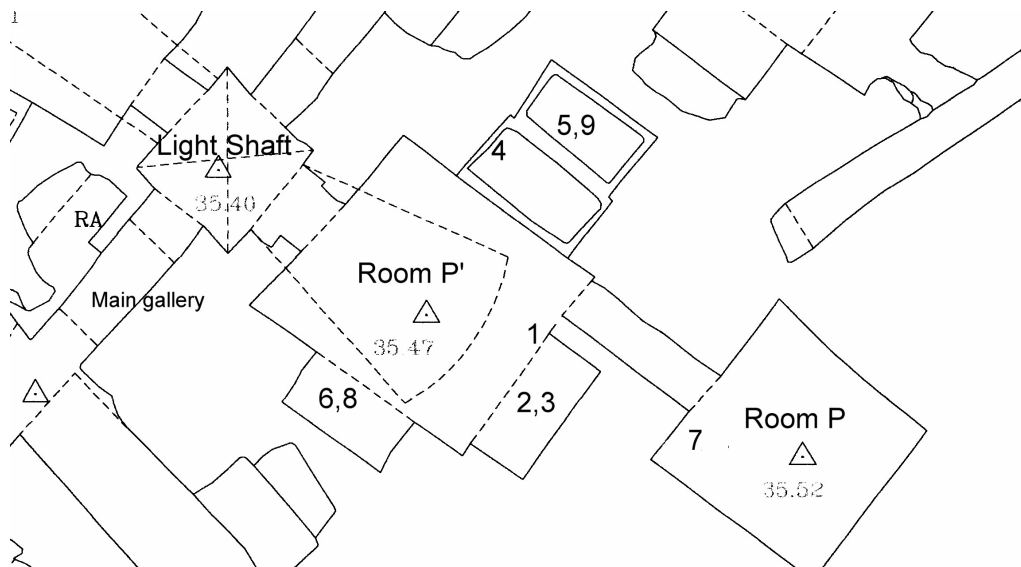 1
5,9
4
Light Shaft
35.40
RA
Room P'
Main gallery
35.47
1
6,8
2,3
Room P
7
35.52